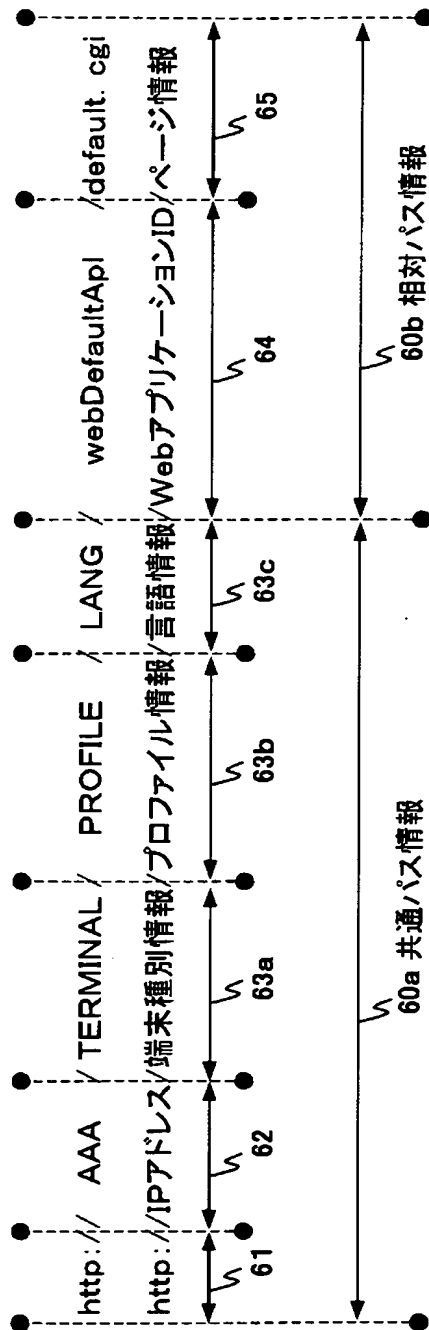 http:// AAA / TERMINAL / PROFILE / LANG / webDefaultApl /default. cgi
http://IPアドレス/端末種別情報/プロファイル情報/言語情報/WebアプリケーションID/ページ情報
61 62 63a 63b 63c 64 65
60a 共通パス情報 60b 相対パス情報